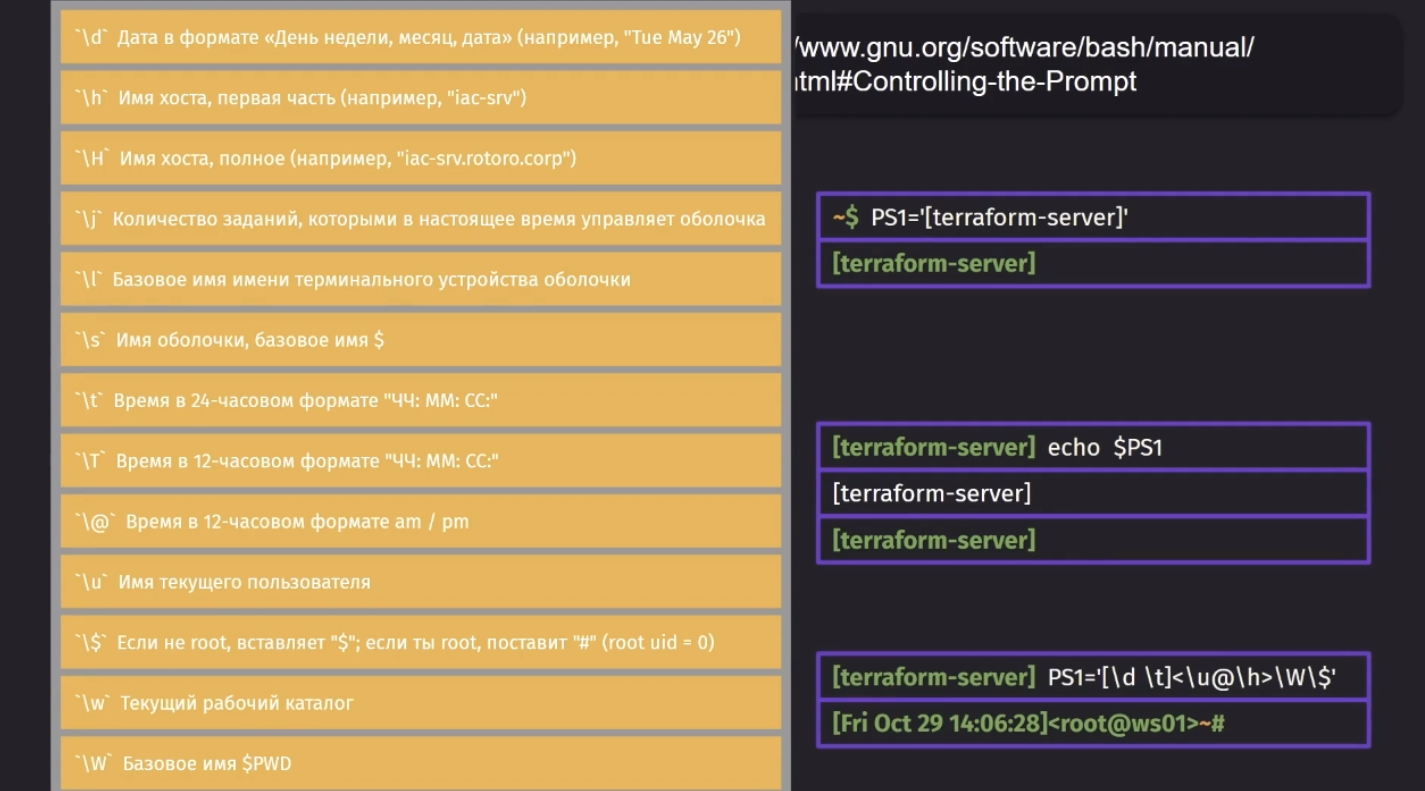 `\d` Дата в формате «День недели, месяц, дата» (например, "Tue May 26")
`\h` Имя хоста, первая часть (например, "iac-srv")
`\H` Имя хоста, полное (например, "iac-srv.rotoro.corp")
`\j` Количество заданий, которыми в настоящее время управляет оболочка
`\l` Базовое имя имени терминального устройства оболочки
`\s` Имя оболочки, базовое имя $
`\t` Время в 24-часовом формате "ЧЧ: ММ: СС:"
`\T` Время в 12-часовом формате "ЧЧ: ММ: СС:"
`\@` Время в 12-часовом формате am / pm
`\u` Имя текущего пользователя
`\$` Если не root, вставляет "$"; если ты root, поставит "#" (root uid = 0)
`\w` Текущий рабочий каталог
`\W` Базовое имя $PWD
/www.gnu.org/software/bash/manual/
html#Controlling-the-Prompt
~$ PS1='[terraform-server]'
[terraform-server]
[terraform-server] echo $PS1
[terraform-server]
[terraform-server]
[terraform-server] PS1='[\d \t]<\u@\h>\W\$'
[Fri Oct 29 14:06:28]<root@ws01>~#